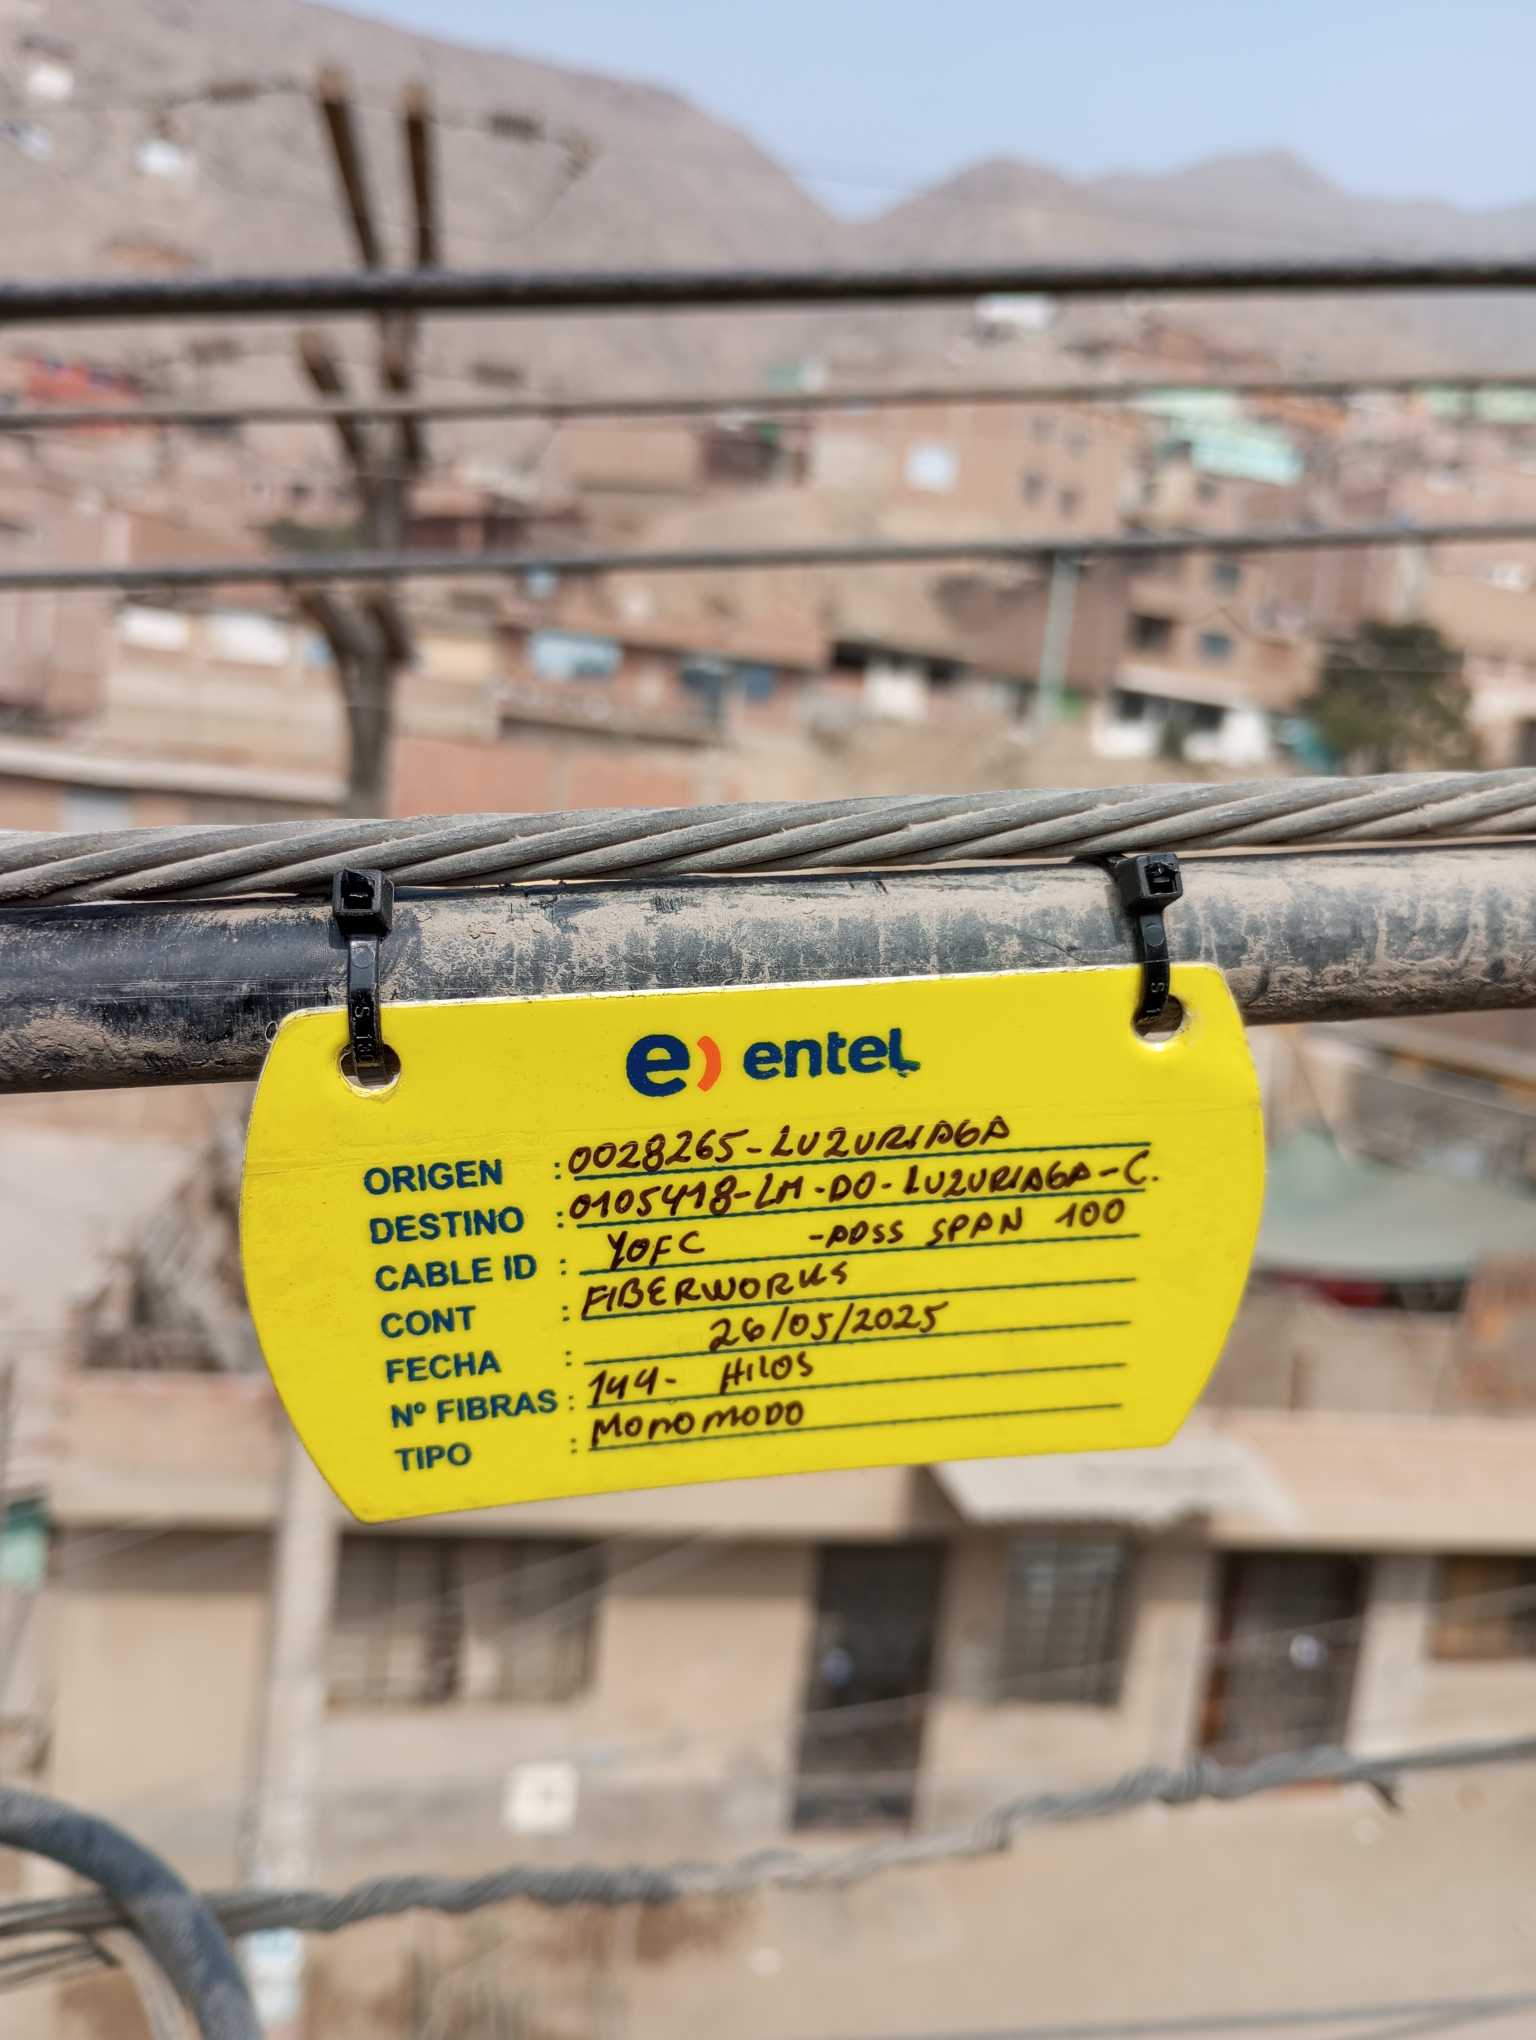 e) entel
ORIGEN : 0028265-LUZURIAGA
DESTINO : 0105418-LM-DO-LUZURIAGA-C.
CABLE ID : YOFC -ADSS SPAN 100
CONT : FIBERWORKS
FECHA : 26/05/2025
Nº FIBRAS : 144- HILOS
TIPO : MONOMODO